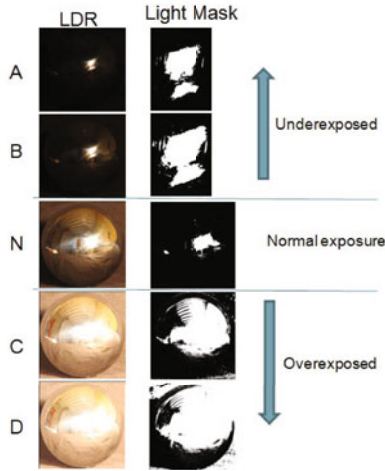 LDR Light Mask
A
Underexposed
B
N Normal exposure
C
Overexposed
D